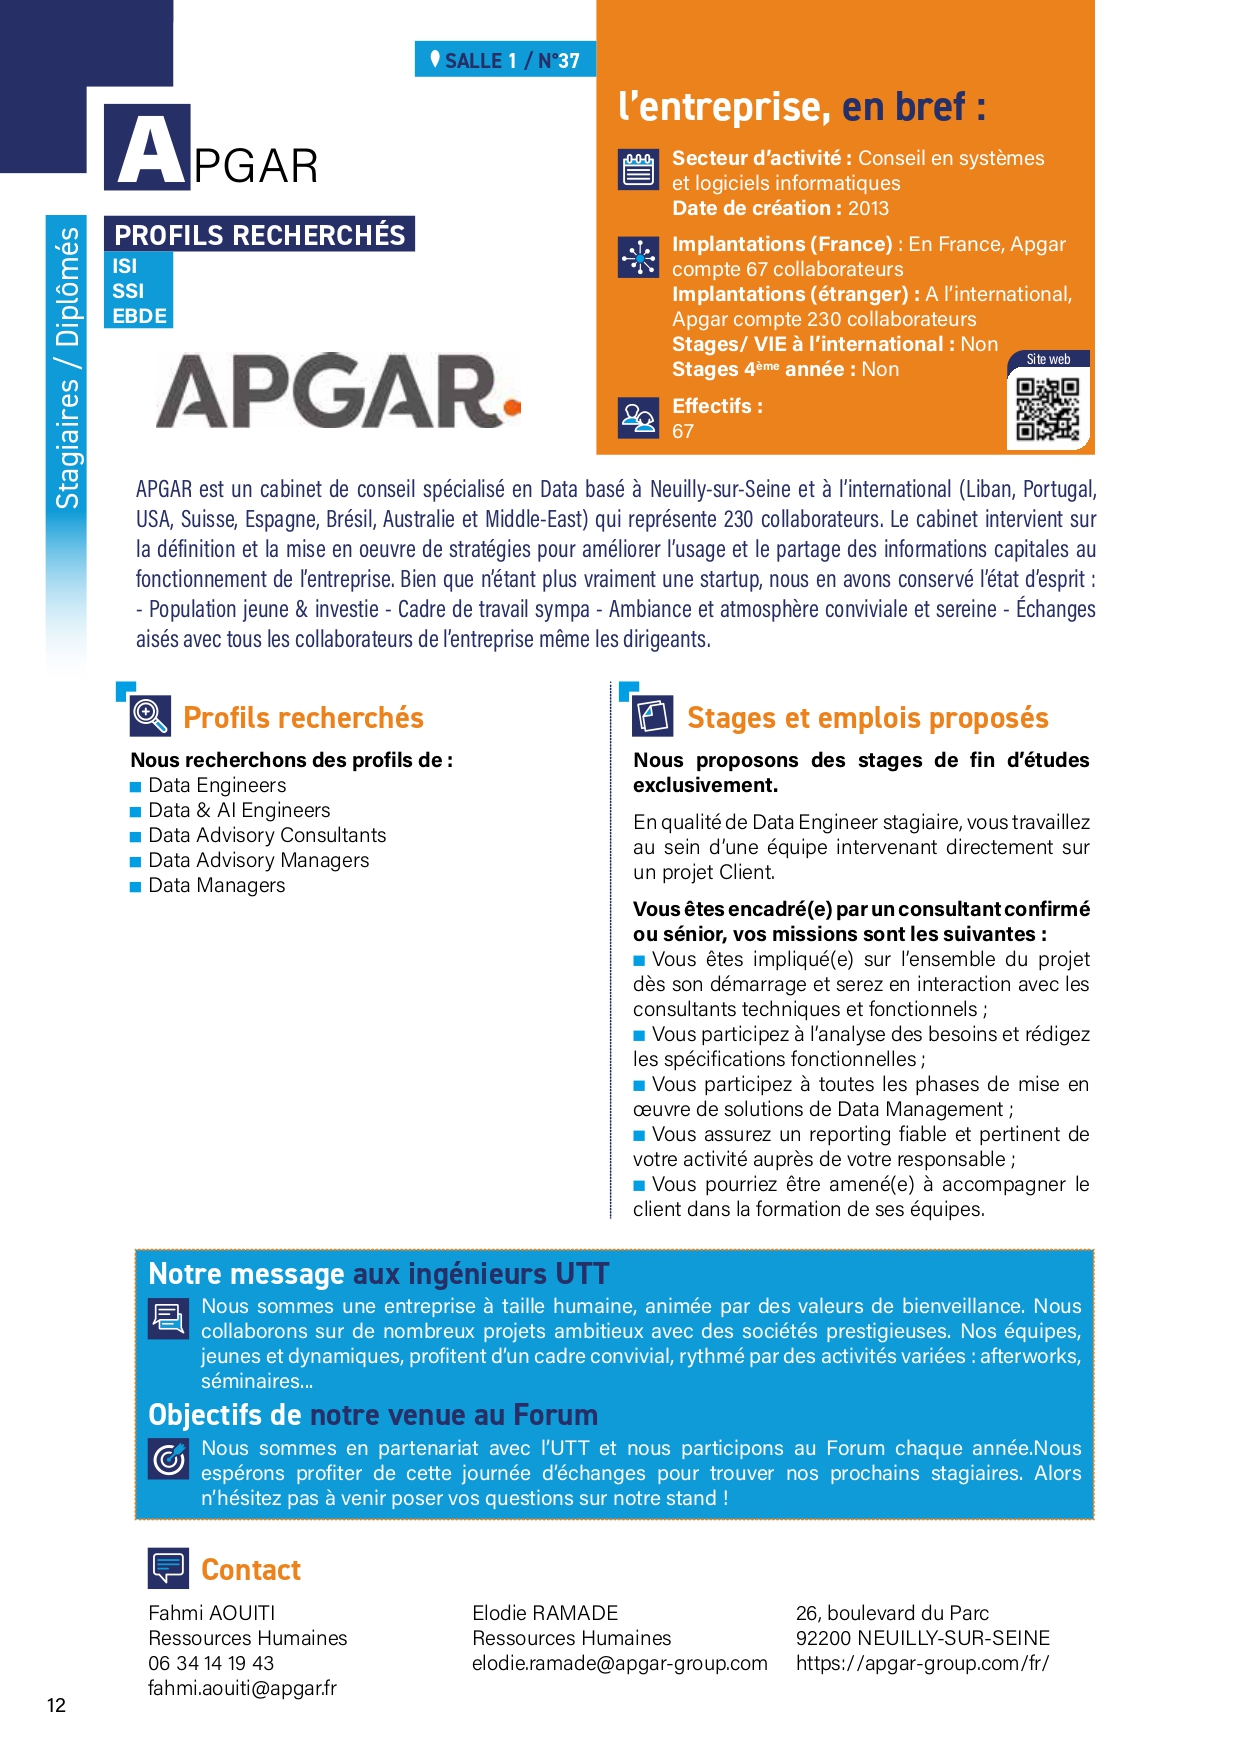 SALLE 1 / N°37
APGAR
PROFILS RECHERCHÉS
ISI
SSI
EBDE
Stagiaires / Diplômés
APGAR.
l'entreprise, en bref :
Secteur d'activité : Conseil en systèmes
et logiciels informatiques
Date de création : 2013
Implantations (France) : En France, Apgar
compte 67 collaborateurs
Implantations (étranger) : A l'international,
Apgar compte 230 collaborateurs
Stages/ VIE à l'international : Non
Stages 4ème année : Non
Effectifs :
67
Site web
APGAR est un cabinet de conseil spécialisé en Data basé à Neuilly-sur-Seine et à l'international (Liban, Portugal,
USA, Suisse, Espagne, Brésil, Australie et Middle-East) qui représente 230 collaborateurs. Le cabinet intervient sur
la définition et la mise en oeuvre de stratégies pour améliorer l'usage et le partage des informations capitales au
fonctionnement de l'entreprise. Bien que n'étant plus vraiment une startup, nous en avons conservé l'état d'esprit :
- Population jeune & investie - Cadre de travail sympa - Ambiance et atmosphère conviviale et sereine - Échanges
aisés avec tous les collaborateurs de l'entreprise même les dirigeants.
Profils recherchés
Nous recherchons des profils de :
Data Engineers
Data & AI Engineers
Data Advisory Consultants
Data Advisory Managers
Data Managers
Stages et emplois proposés
Nous proposons des stages de fin d'études
exclusivement.
En qualité de Data Engineer stagiaire, vous travaillez
au sein d'une équipe intervenant directement sur
un projet Client.
Vous êtes encadré(e) par un consultant confirmé
ou sénior, vos missions sont les suivantes :
Vous êtes impliqué(e) sur l'ensemble du projet
dès son démarrage et serez en interaction avec les
consultants techniques et fonctionnels ;
Vous participez à l'analyse des besoins et rédigez
les spécifications fonctionnelles ;
Vous participez à toutes les phases de mise en
œuvre de solutions de Data Management ;
Vous assurez un reporting fiable et pertinent de
votre activité auprès de votre responsable ;
Vous pourriez être amené(e) à accompagner le
client dans la formation de ses équipes.
Notre message aux ingénieurs UTT
Nous sommes une entreprise à taille humaine, animée par des valeurs de bienveillance. Nous
collaborons sur de nombreux projets ambitieux avec des sociétés prestigieuses. Nos équipes,
jeunes et dynamiques, profitent d'un cadre convivial, rythmé par des activités variées : afterworks,
séminaires...
Objectifs de notre venue au Forum
Nous sommes en partenariat avec l'UTT et nous participons au Forum chaque année.Nous
espérons profiter de cette journée d'échanges pour trouver nos prochains stagiaires. Alors
n'hésitez pas à venir poser vos questions sur notre stand !
Contact
Fahmi AOUITI
Ressources Humaines
06 34 14 19 43
fahmi.aouiti@apgar.fr
Elodie RAMADE
Ressources Humaines
elodie.ramade@apgar-group.com
26, boulevard du Parc
92200 NEUILLY-SUR-SEINE
https://apgar-group.com/fr/
12